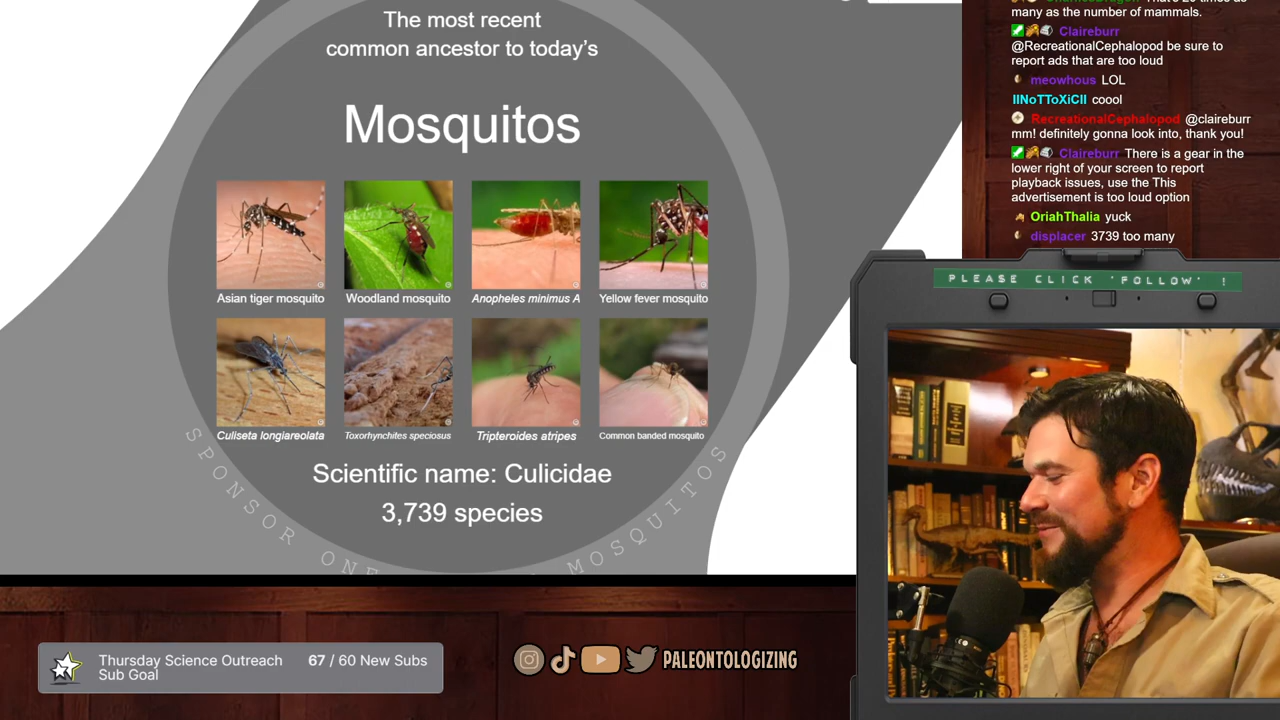 The most recent
common ancestor to today's
Mosquitos
Asian tiger mosquito
Woodland mosquito
Anopheles minimus A
Yellow fever mosquito
Culiseta longiareolata
Toxorhynchites speciosus
Tripteroides atripes
Common banded mosquito
Scientific name: Culicidae
3,739 species
SPONSOR ONE
MOSQUITOS
many as the number of mammals.
Claireburr
@RecreationalCephalopod be sure to
report ads that are too loud
meowhous LOL
IINoTToXiCII coool
RecreationalCephalopod @claireburr
mm! definitely gonna look into, thank you!
Claireburr There is a gear in the
lower right of your screen to report
playback issues, use the This
advertisement is too loud option
OriahThalia yuck
displacer 3739 too many
PLEASE CLICK 'FOLLOW' !
Thursday Science Outreach
Sub Goal
67 / 60 New Subs
PALEONTOLOGIZING